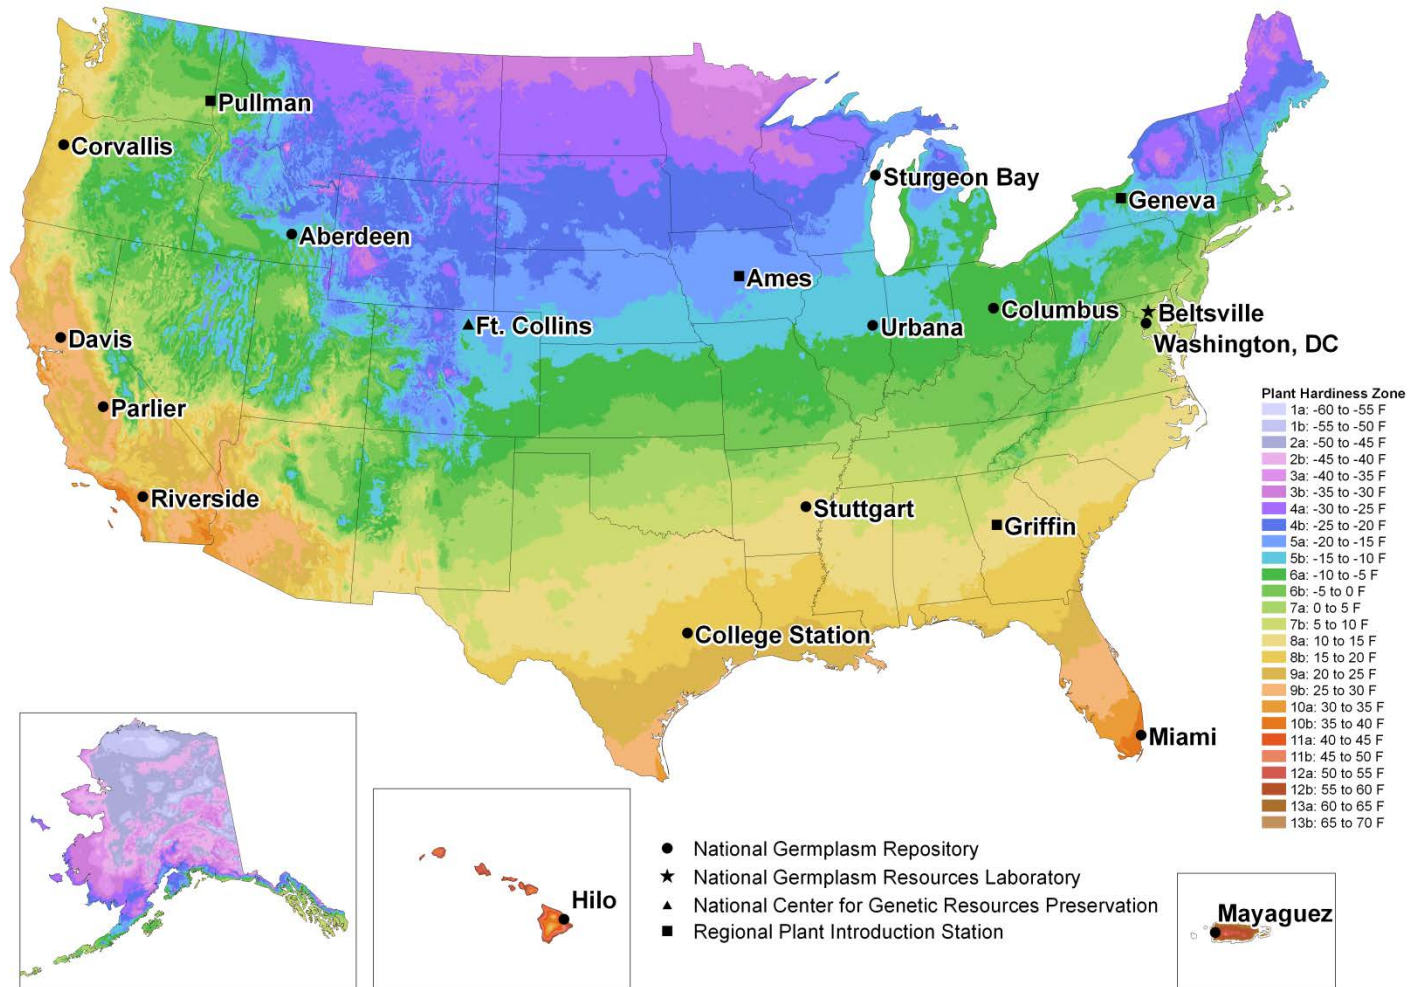 Pullman
Corvallis
Sturgeon Bay
Geneva
Aberdeen
Ames
Ft. Collins
Urbana
Columbus
Beltsville
Washington, DC
Davis
Parlier
Riverside
Stuttgart
Griffin
College Station
Miami
Plant Hardiness Zone
1a: -60 to -55 F
1b: -55 to -50 F
2a: -50 to -45 F
2b: -45 to -40 F
3a: -40 to -35 F
3b: -35 to -30 F
4a: -30 to -25 F
4b: -25 to -20 F
5a: -20 to -15 F
5b: -15 to -10 F
6a: -10 to -5 F
6b: -5 to 0 F
7a: 0 to 5 F
7b: 5 to 10 F
8a: 10 to 15 F
8b: 15 to 20 F
9a: 20 to 25 F
9b: 25 to 30 F
10a: 30 to 35 F
10b: 35 to 40 F
11a: 40 to 45 F
11b: 45 to 50 F
12a: 50 to 55 F
12b: 55 to 60 F
13a: 60 to 65 F
13b: 65 to 70 F
Hilo
National Germplasm Repository
National Germplasm Resources Laboratory
National Center for Genetic Resources Preservation
Regional Plant Introduction Station
Mayaguez